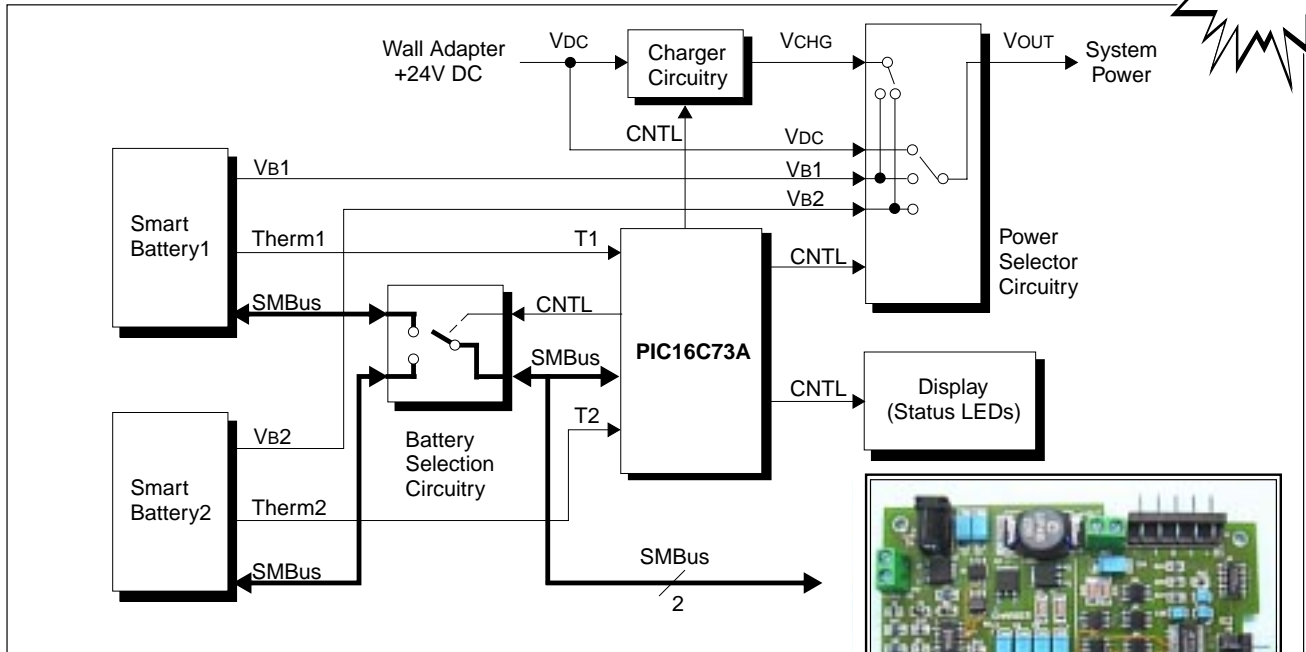 Wall Adapter
+24V DC
VDC
Charger
Circuitry
VCHG
VOUT
System
Power
CNTL
VDC
VB1
VB1
VB2
Smart
Battery1
Therm1
T1
SMBus
CNTL
CNTL
Power
Selector
Circuitry
PIC16C73A
SMBus
CNTL
Display
(Status LEDs)
T2
VB2
Battery
Selection
Circuitry
Smart
Battery2
Therm2
SMBus
SMBus
2